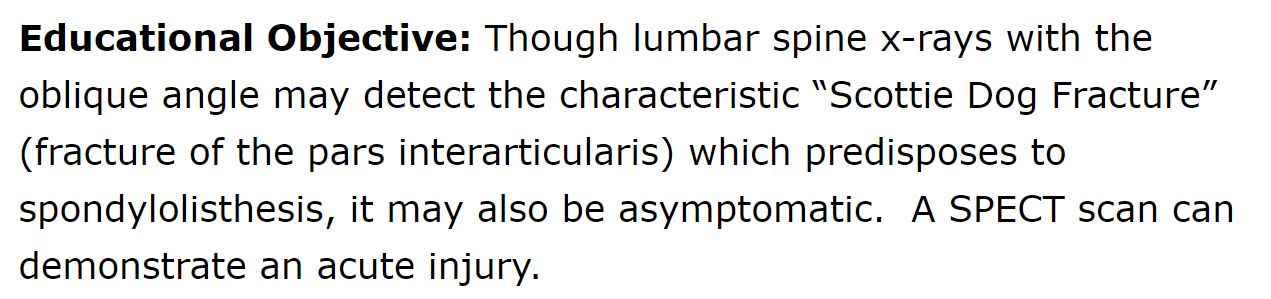 Educational Objective: Though lumbar spine x-rays with the
oblique angle may detect the characteristic “Scottie Dog Fracture”
(fracture of the pars interarticularis) which predisposes to
spondylolisthesis, it may also be asymptomatic.  A SPECT scan can
demonstrate an acute injury.